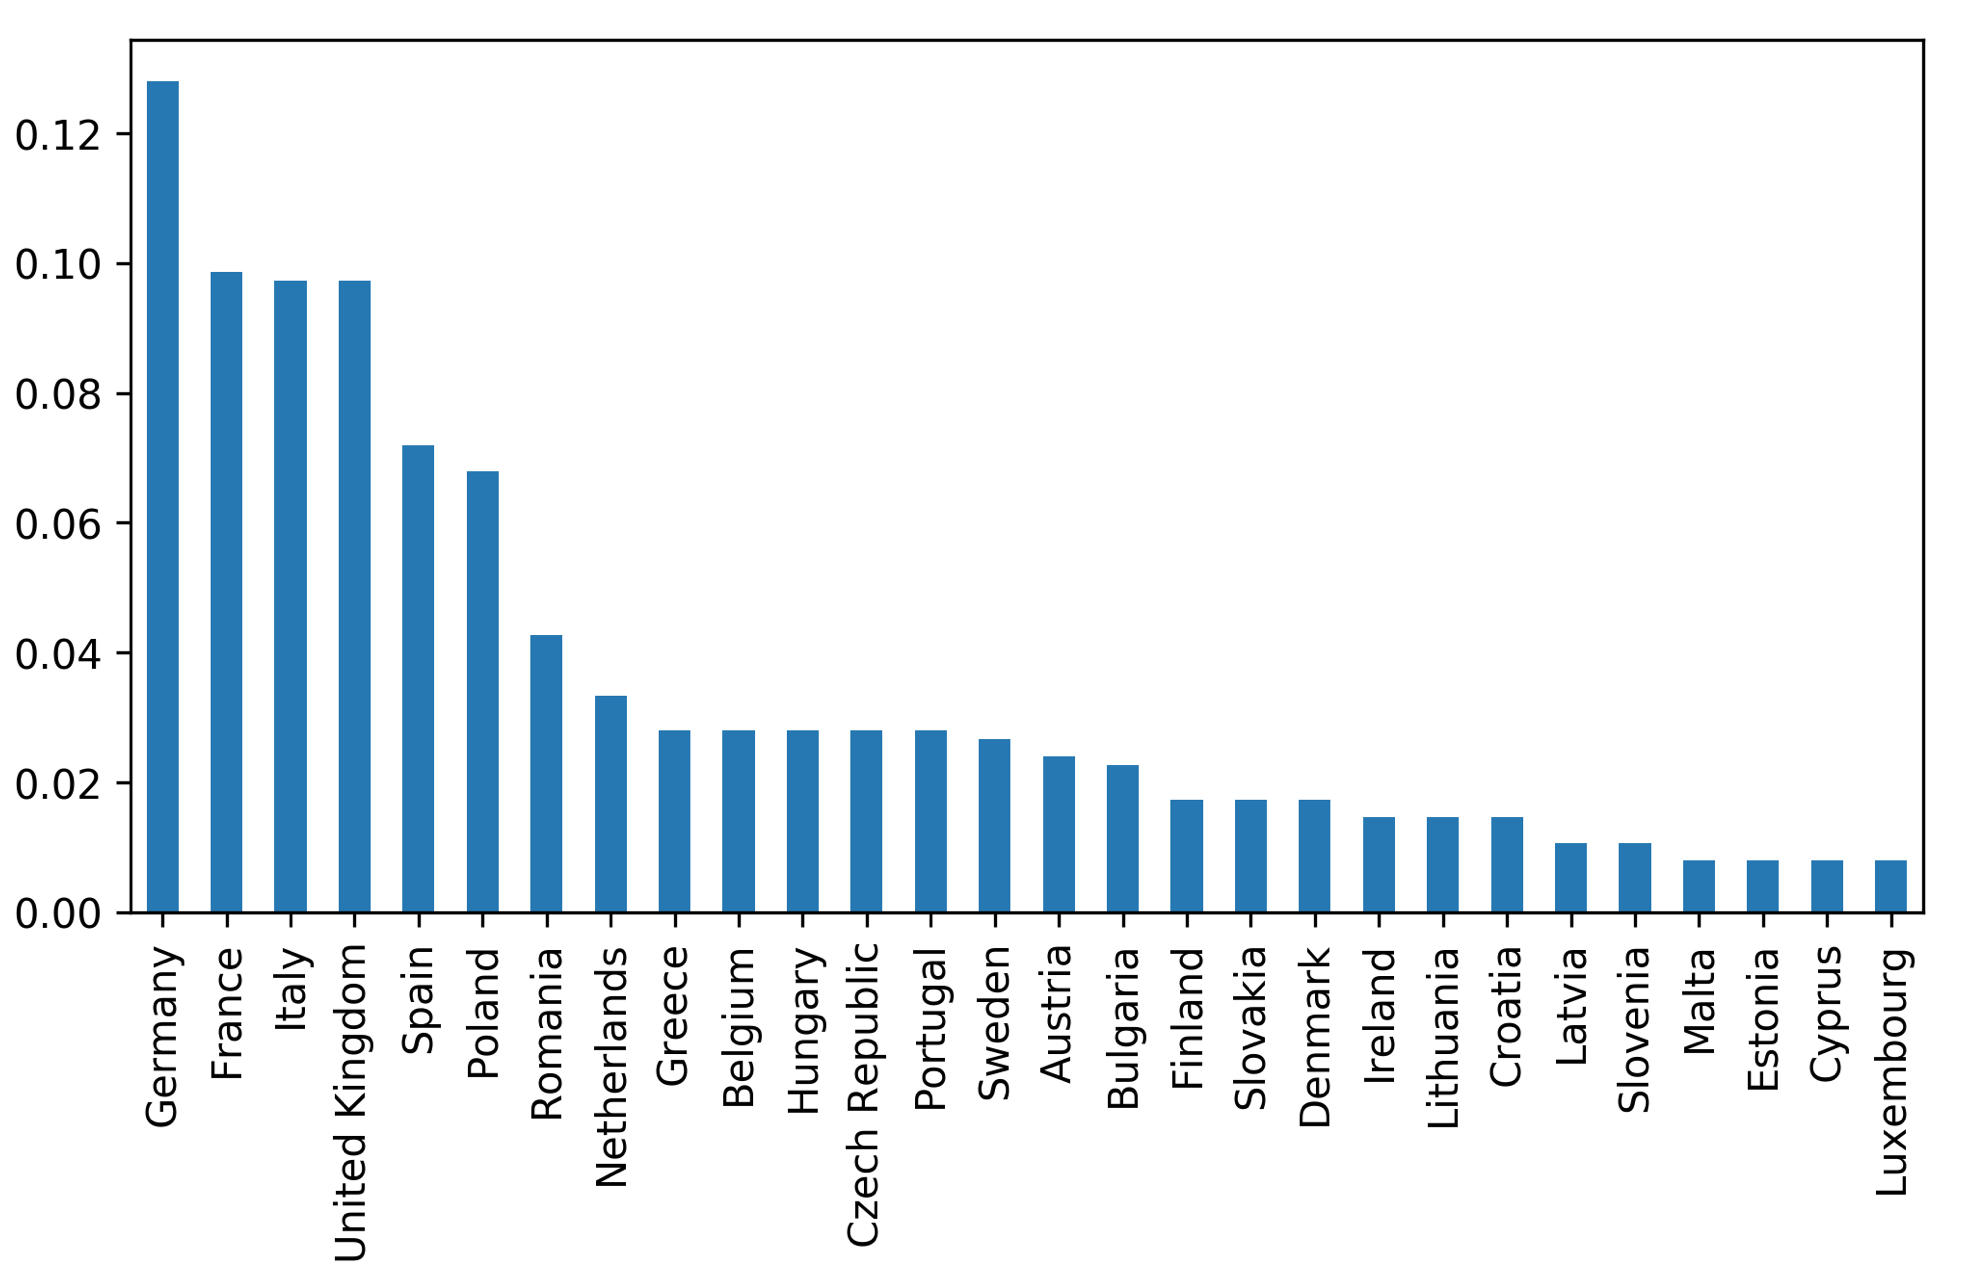 0.12
0.10
0.08
0.06
0.04
0.02
0.00
Germany
France
Italy
United Kingdom
Spain
Poland
Romania
Netherlands
Greece
Belgium
Hungary
Czech Republic
Portugal
Sweden
Austria
Bulgaria
Finland
Slovakia
Denmark
Ireland
Lithuania
Croatia
Latvia
Slovenia
Malta
Estonia
Cyprus
Luxembourg